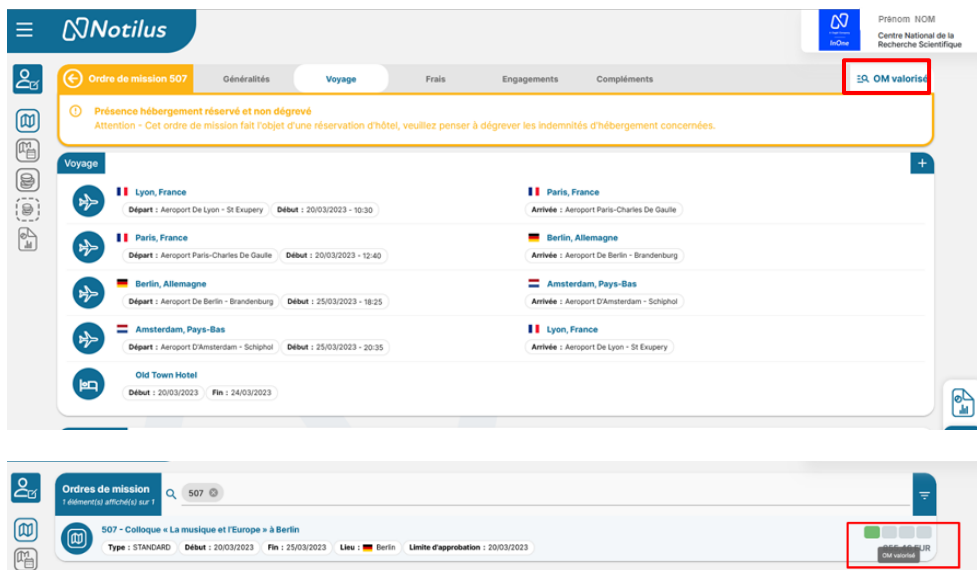 Notilus
InOne
Prénom NOM
Centre National de la
Recherche Scientifique
Ordre de mission 507
Généralités
Voyage
Frais
Engagements
Compléments
OM valorisé
Présence hébergement réservé et non dégrevé
Attention - Cet ordre de mission fait l'objet d'une réservation d'hôtel, veuillez penser à dégrever les indemnités d'hébergement concernées.
Voyage
+
Lyon, France
Paris, France
Départ : Aeroport De Lyon - St Exupery Début : 20/03/2023 - 10:30
Arrivée : Aeroport Paris-Charles De Gaulle
Paris, France
Berlin, Allemagne
Départ : Aeroport Paris-Charles De Gaulle Début : 20/03/2023 - 12:40
Arrivée : Aeroport De Berlin - Brandenburg
Berlin, Allemagne
Amsterdam, Pays-Bas
Départ : Aeroport De Berlin - Brandenburg Début : 25/03/2023 - 18:25
Arrivée : Aeroport D'Amsterdam - Schiphol
Amsterdam, Pays-Bas
Lyon, France
Départ : Aeroport D'Amsterdam - Schiphol Début : 25/03/2023 - 20:35
Arrivée : Aeroport De Lyon - St Exupery
Old Town Hotel
Début : 20/03/2023 Fin : 24/03/2023
Ordres de mission
1 élément(s) affiché(s) sur 1
507
507 - Colloque « La musique et l'Europe » à Berlin
Type : STANDARD Début : 20/03/2023 Fin : 25/03/2023 Lieu : Berlin Limite d'approbation : 20/03/2023
EUR
OM valorisé